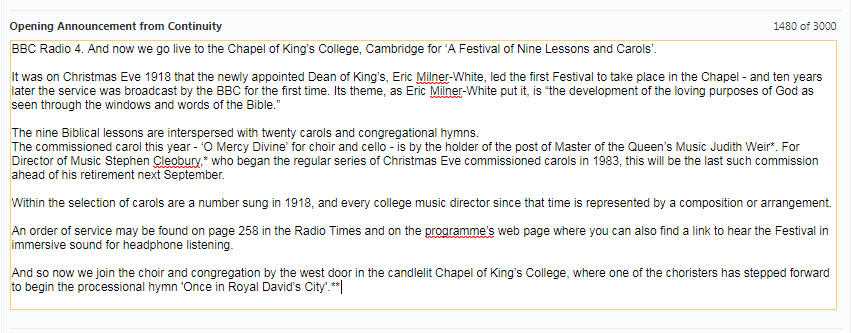 Opening Announcement from Continuity
1480 of 3000
BBC Radio 4. And now we go live to the Chapel of King's College, Cambridge for 'A Festival of Nine Lessons and Carols'.
It was on Christmas Eve 1918 that the newly appointed Dean of King's, Eric Milner-White, led the first Festival to take place in the Chapel - and ten years
later the service was broadcast by the BBC for the first time. Its theme, as Eric Milner-White put it, is “the development of the loving purposes of God as
seen through the windows and words of the Bible.”
The nine Biblical lessons are interspersed with twenty carols and congregational hymns.
The commissioned carol this year - ‘O Mercy Divine’ for choir and cello - is by the holder of the post of Master of the Queen’s Music Judith Weir*. For
Director of Music Stephen Cleobury,* who began the regular series of Christmas Eve commissioned carols in 1983, this will be the last such commission
ahead of his retirement next September.
Within the selection of carols are a number sung in 1918, and every college music director since that time is represented by a composition or arrangement.
An order of service may be found on page 258 in the Radio Times and on the programme’s web page where you can also find a link to hear the Festival in
immersive sound for headphone listening.
And so now we join the choir and congregation by the west door in the candlelit Chapel of King's College, where one of the choristers has stepped forward
to begin the processional hymn 'Once in Royal David's City'.**